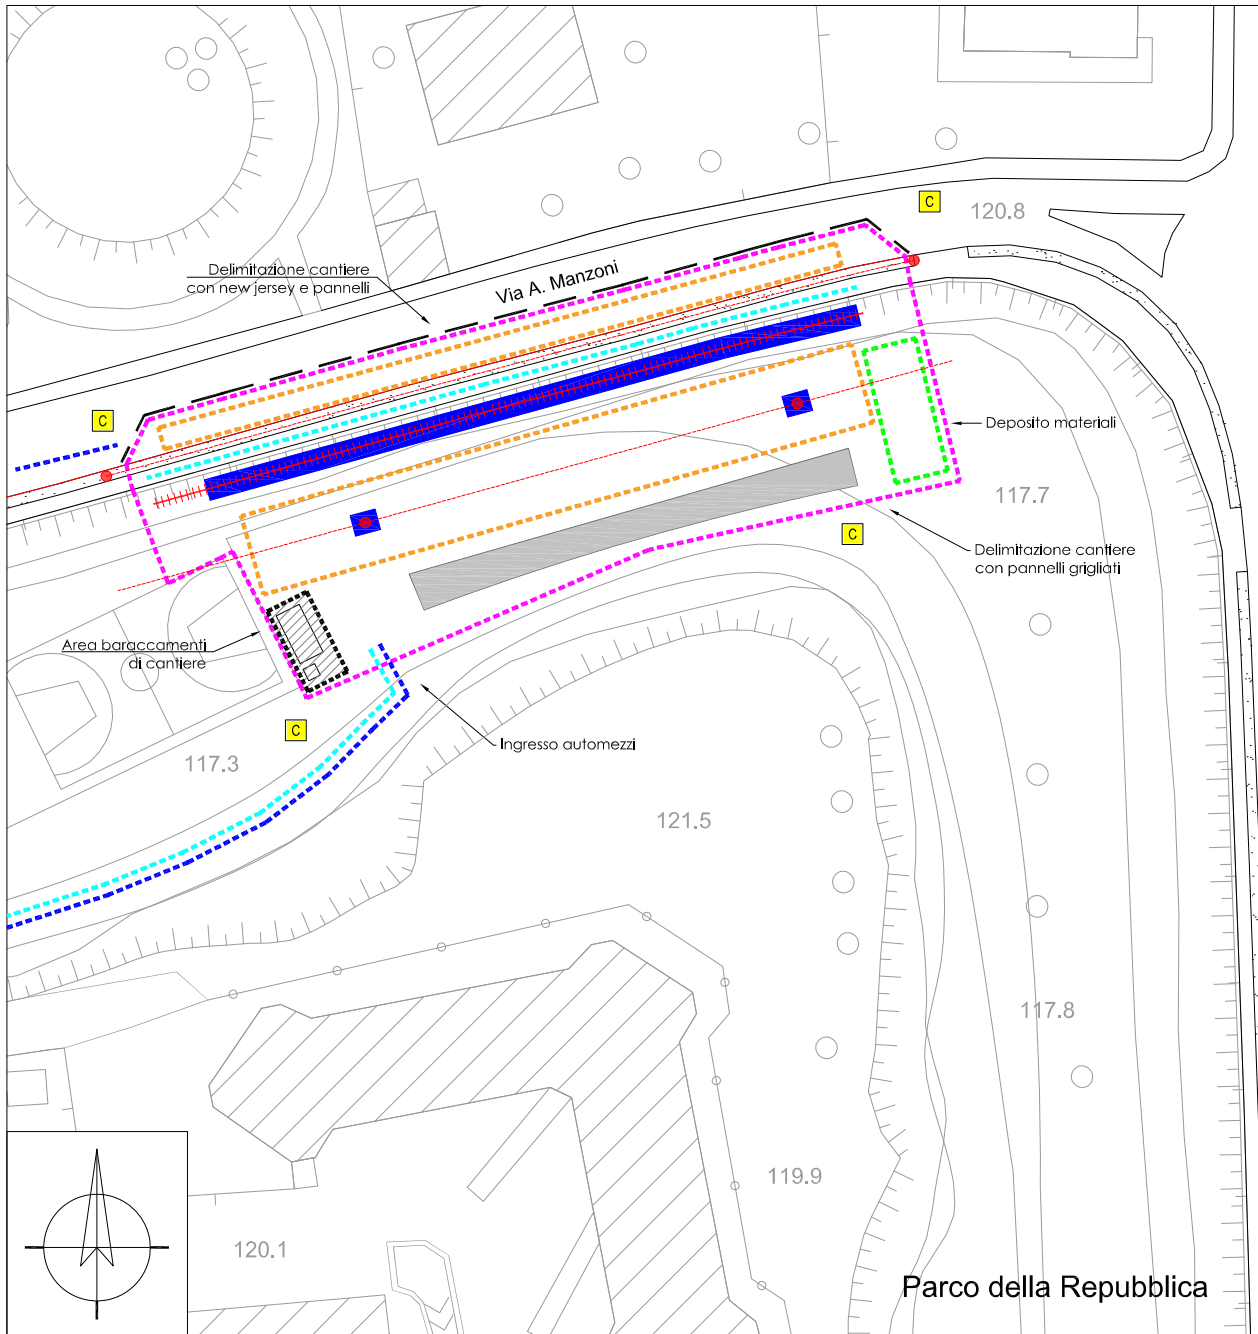 C
120.8
Delimitazione cantiere
con new jersey e pannelli
Via A. Manzoni
C
Deposito materiali
117.7
C
Delimitazione cantiere
con pannelli grigliati
Area baraccamenti
di cantiere
C
Ingresso automezzi
117.3
121.5
117.8
119.9
120.1
Parco della Repubblica